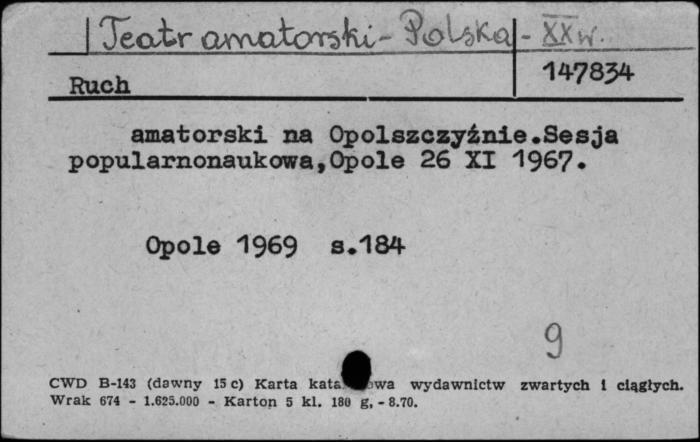 Teatr amatorski - Polska - XX w.
147834
Ruch
amatorski na Opolszczyźnie.Sesja
popularnonaukowa,Opole 26 XI 1967.
Opole 1969 s.184
9
CWD B-143 (dawny 15 c) Karta wydawnictw zwartych i ciągłych.
Wrak 674 - 1.625.000 - Karton 5 kl. 180 g, - 8.70.